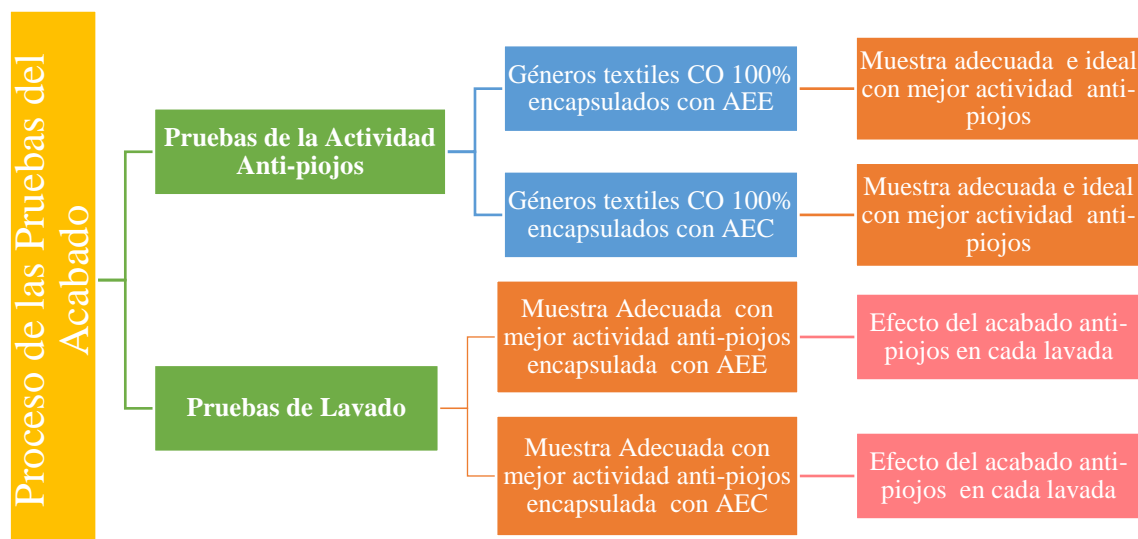 Proceso de las Pruebas del
Acabado
Pruebas de la Actividad
Anti-piojos
Géneros textiles CO 100%
encapsulados con AEE
Muestra adecuada e ideal
con mejor actividad anti-
piojos
Géneros textiles CO 100%
encapsulados con AEC
Muestra adecuada e ideal
con mejor actividad anti-
piojos
Pruebas de Lavado
Muestra Adecuada con
mejor actividad anti-piojos
encapsulada con AEE
Efecto del acabado anti-
piojos en cada lavada
Muestra Adecuada con
mejor actividad anti-piojos
encapsulada con AEC
Efecto del acabado anti-
piojos en cada lavada